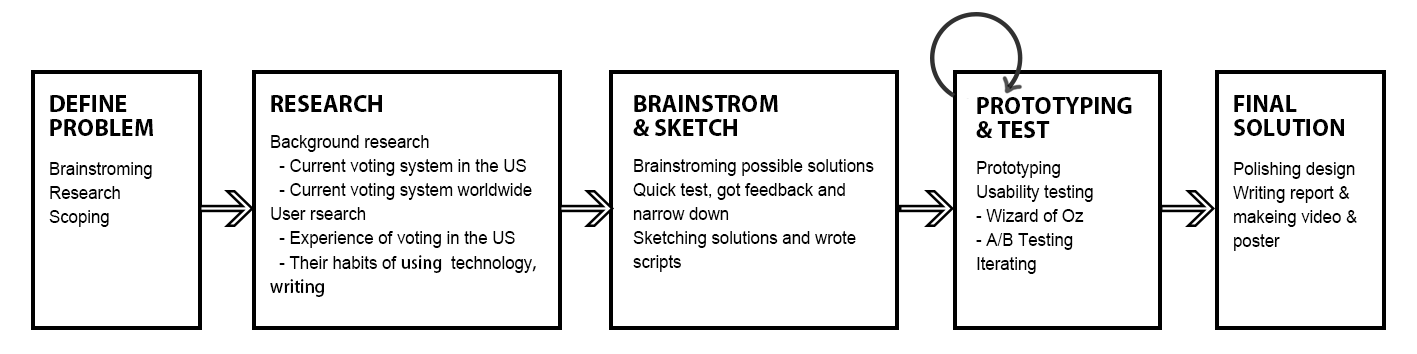 DEFINE
PROBLEM
Brainstroming
Research
Scoping
RESEARCH
Background research
- Current voting system in the US
- Current voting system worldwide
User rsearch
- Experience of voting in the US
- Their habits of using technology,
writing
BRAINSTROM
& SKETCH
Brainstroming possible solutions
Quick test, got feedback and
narrow down
Sketching solutions and wrote
scripts
PROTOTYPING
& TEST
Prototyping
Usability testing
- Wizard of Oz
- A/B Testing
Iterating
FINAL
SOLUTION
Polishing design
Writing report &
makeing video &
poster